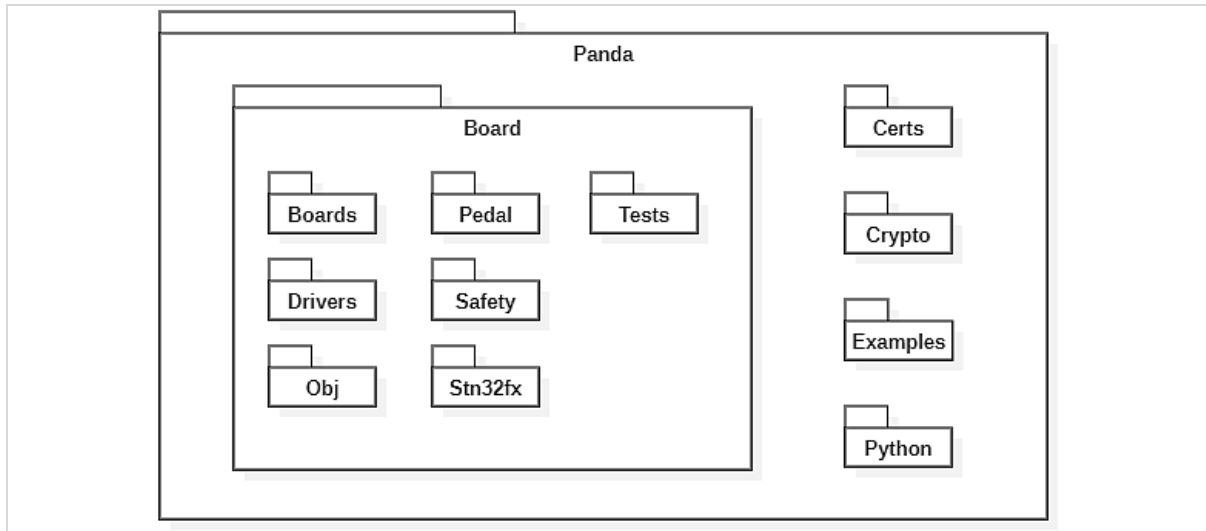 Panda
Board
Boards
Pedal
Tests
Drivers
Safety
Obj
Stn32fx
Certs
Crypto
Examples
Python